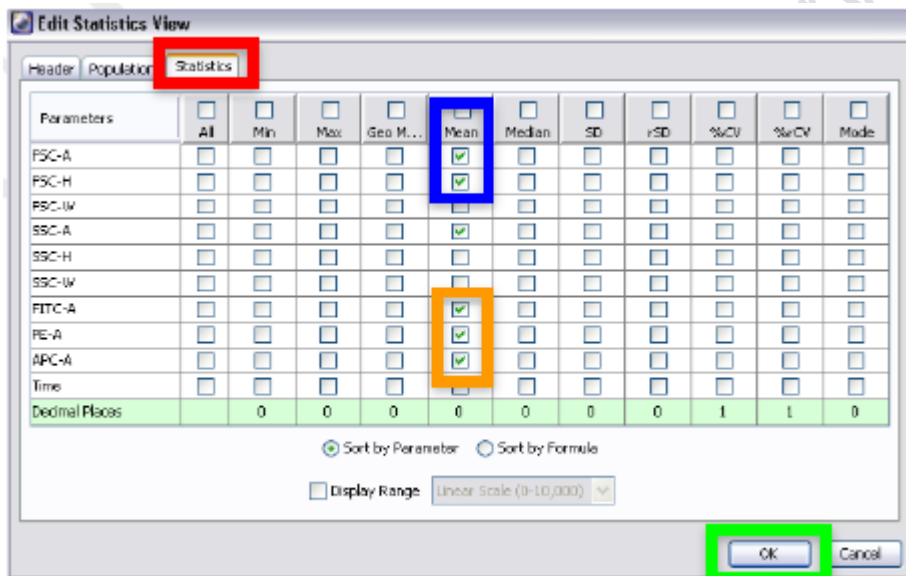 Edit Statistics View
Header Population Statistics
Parameters All Min Max Geo M... Mean Median SD rSD %CV %rCV Mode
FSC-A
FSC-H
FSC-W
SSC-A
SSC-H
SSC-W
FITC-A
PE-A
APC-A
Time
Decimal Places 0 0 0 0 0 0 0 1 1 0
Sort by Parameter Sort by Formula
Display Range Linear Scale (0-10,000)
OK Cancel